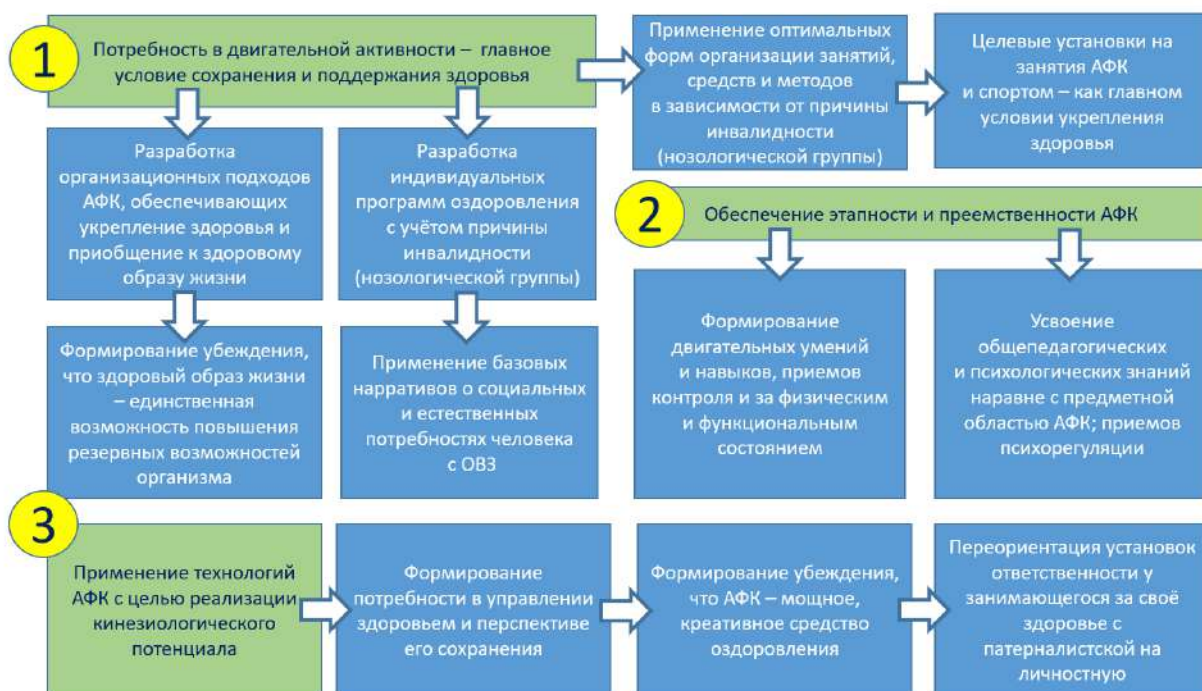 1
Потребность в двигательной активности – главное
условие сохранения и поддержания здоровья
Применение оптимальных
форм организации занятий,
средств и методов
в зависимости от причины
инвалидности
(нозологической группы)
Целевые установки на
занятия АФК
и спортом – как главном
условии укрепления
здоровья
Разработка
организационных подходов
АФК, обеспечивающих
укрепление здоровья и
приобщение к здоровому
образу жизни
Разработка
индивидуальных
программ оздоровления
с учётом причины
инвалидности
(нозологической группы)
Формирование убеждения,
что здоровый образ жизни
– единственная
возможность повышения
резервных возможностей
организма
Применение базовых
нарративов о социальных
и естественных
потребностях человека
с ОВЗ
2
Обеспечение этапности и преемственности АФК
Формирование
двигательных умений
и навыков, приемов
контроля и за физическим
и функциональным
состоянием
Усвоение
общепедагогических
и психологических знаний
наравне с предметной
областью АФК; приемов
психорегуляции
3
Применение технологий
АФК с целью реализации
кинезиологического
потенциала
Формирование
потребности в управлении
здоровьем и перспективе
его сохранения
Формирование убеждения,
что АФК – мощное,
креативное средство
оздоровления
Переориентация установок
ответственности у
занимающегося за своё
здоровье с
патерналистской на
личностную